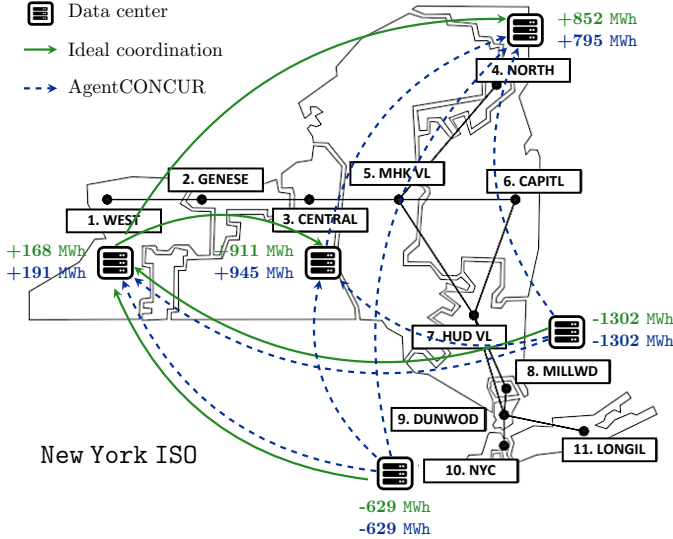 Data center
Ideal coordination
AgentCONCUR
+852 MWh
+795 MWh
4. NORTH
5. MHK VL
2. GENESE
6. CAPITL
1. WEST
3. CENTRAL
+168 MWh
+191 MWh
+911 MWh
+945 MWh
-1302 MWh
-1302 MWh
7. HUD VL
8. MILLWD
9. DUNWOD
11. LONGIL
10. NYC
New York ISO
-629 MWh
-629 MWh